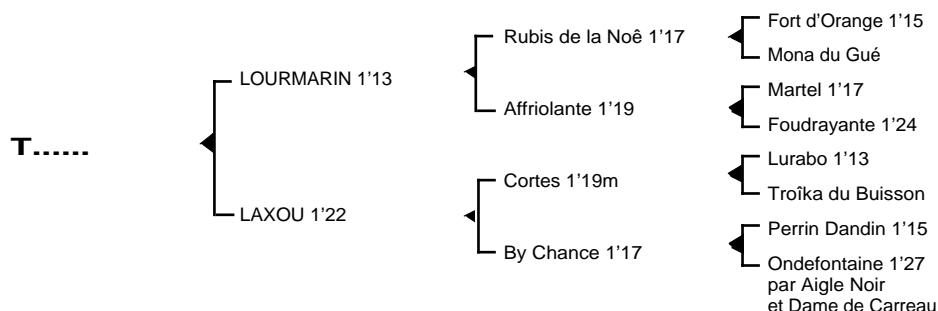 T......
LOURMARIN 1’13
LAXOU 1’22
Rubis de la Noê 1’17
Affriolante 1’19
Cortes 1’19m
By Chance 1’17
Fort d’Orange 1’15
Mona du Gué
Martel 1’17
Foudrayante 1’24
Lurabo 1’13
Troîka du Buisson
Perrin Dandin 1’15
Ondefontaine 1’27
par Aigle Noir
et Dame de Carreau